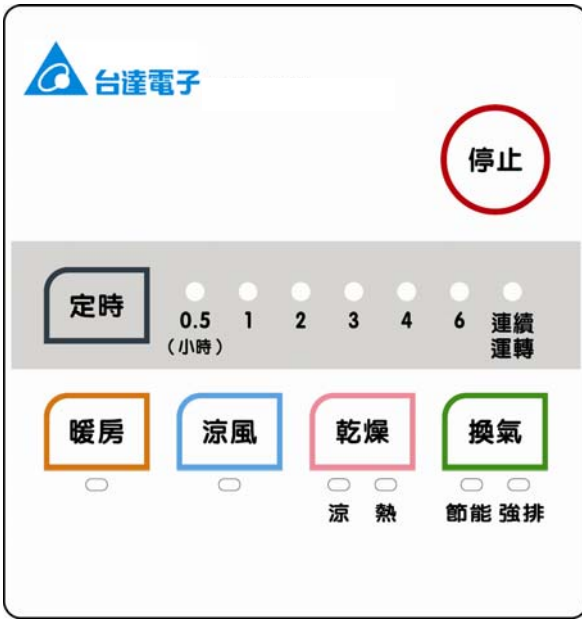 台達電子
停止
定時
0.5 1 2 3 4 6 連續
(小時) 運轉
暖房 涼風 乾燥 換氣
涼 熱 節能 強排